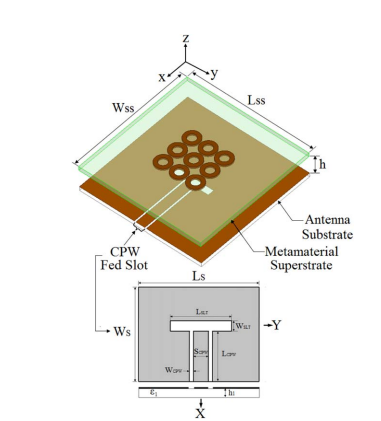 z
x
y
Wss
Lss
h
Antenna
Substrate
CPW
Fed Slot
Metamaterial
Superstrate
Ls
LSLT
Ws
WSLT
Y
SCPW
LCPW
WCPW
ε1
h1
X